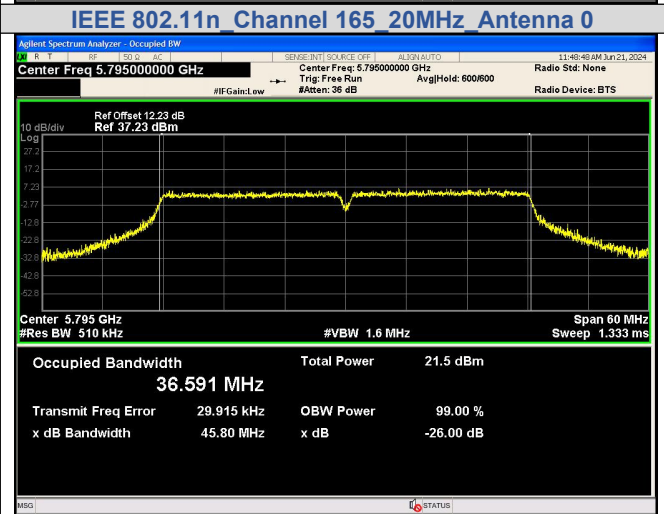 IEEE 802.11n_Channel 165_20MHz_Antenna 0
Agilent Spectrum Analyzer - Occupied BW
LXI R T RF 50 Ω AC SENSE:INT SOURCE OFF ALIGN AUTO 11:48:48 AM Jun 21, 2024
Center Freq 5.795000000 GHz Center Freq: 5.795000000 GHz Radio Std: None
Trig: Free Run Avg|Hold: 600/600
#IFGain:Low #Atten: 36 dB Radio Device: BTS
Ref Offset 12.23 dB
10 dB/div Ref 37.23 dBm
Log
27.2
17.2
7.23
-2.77
-12.8
-22.8
-32.8
-42.8
-52.8
Center 5.795 GHz Span 60 MHz
#Res BW 510 kHz #VBW 1.6 MHz Sweep 1.333 ms
Occupied Bandwidth Total Power 21.5 dBm
36.591 MHz
Transmit Freq Error 29.915 kHz OBW Power 99.00 %
x dB Bandwidth 45.80 MHz x dB -26.00 dB
MSG STATUS